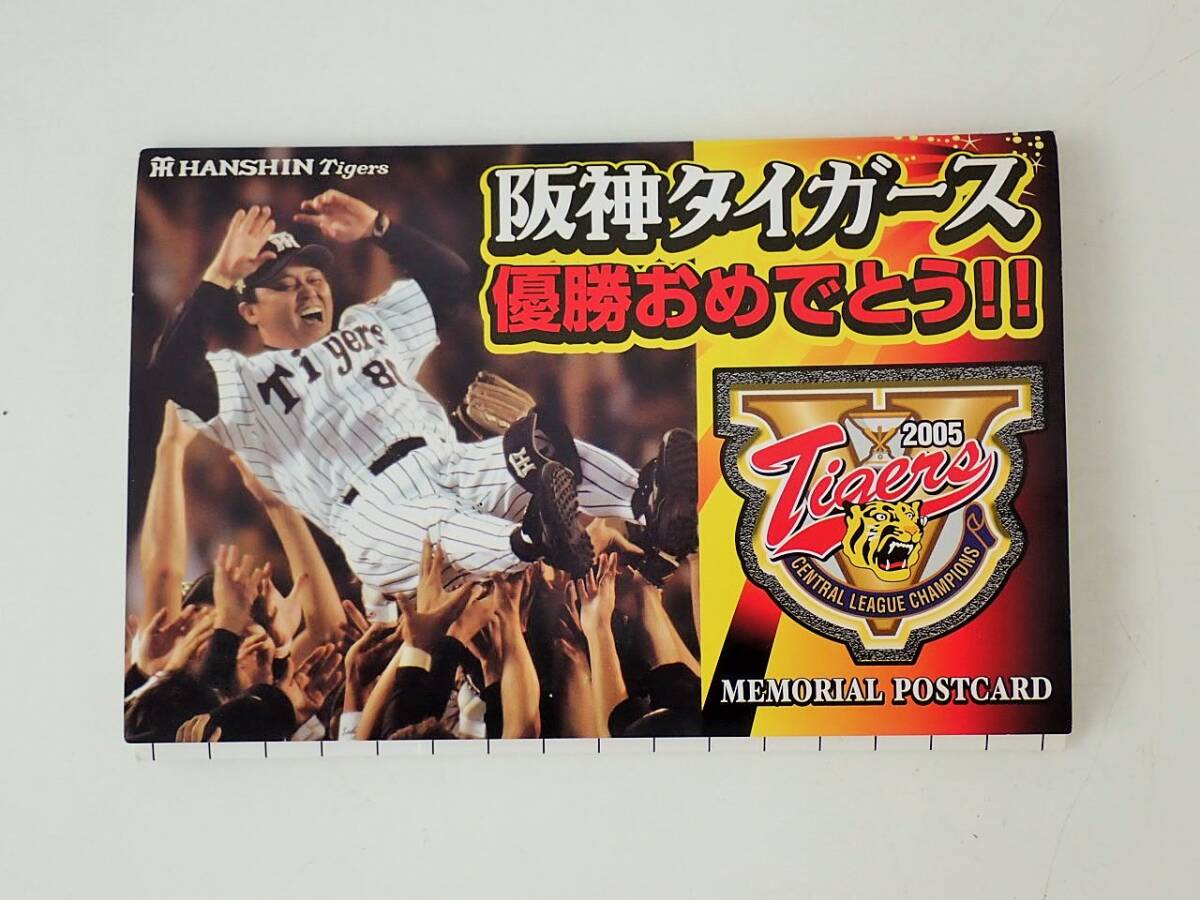 HANSHIN Tigers
阪神タイガース
優勝おめでとう!!
Tigers
80
2005
Tigers
CENTRAL LEAGUE CHAMPIONS
MEMORIAL POSTCARD